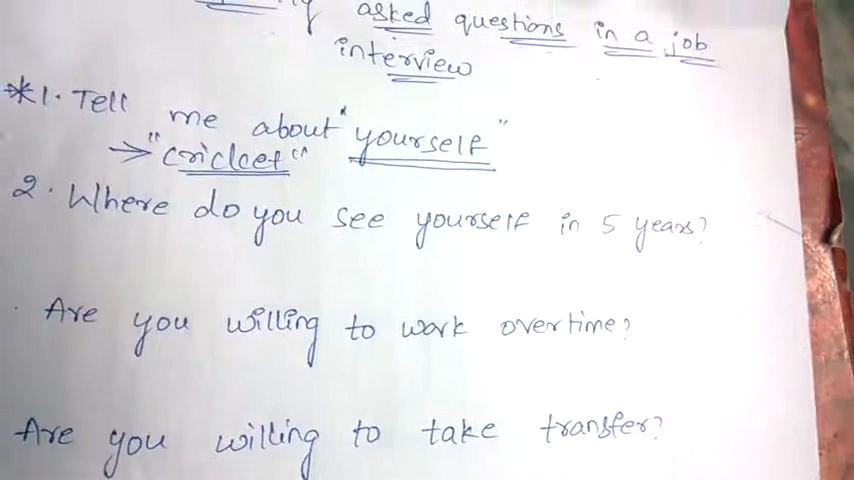 asked questions in a job
interview
*1. Tell me about "yourself"
→ "cricket"
2. Where do you see yourself in 5 years?
. Are you willing to work overtime?
Are you willing to take transfer?